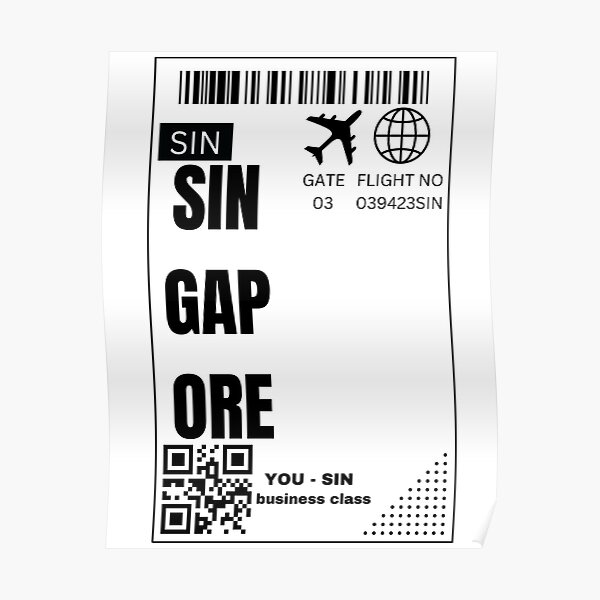 SIN
SIN
GATE FLIGHT NO
03 039423SIN
GAP
ORE
YOU - SIN
business class